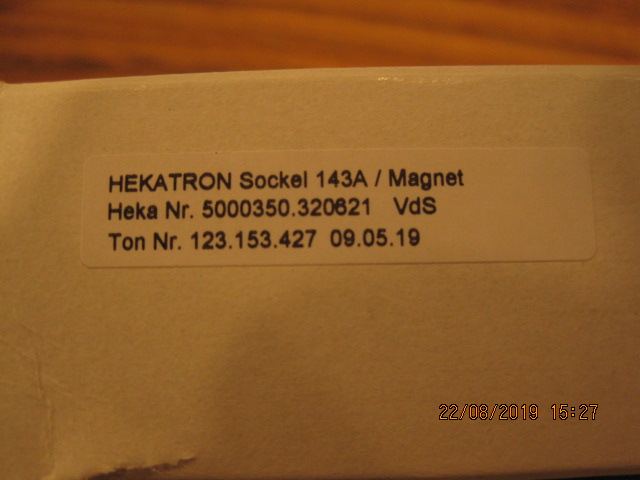 HEKATRON Sockel 143A / Magnet
Heka Nr. 5000350.320621 VdS
Ton Nr. 123.153.427 09.05.19
22/08/2019 15:27